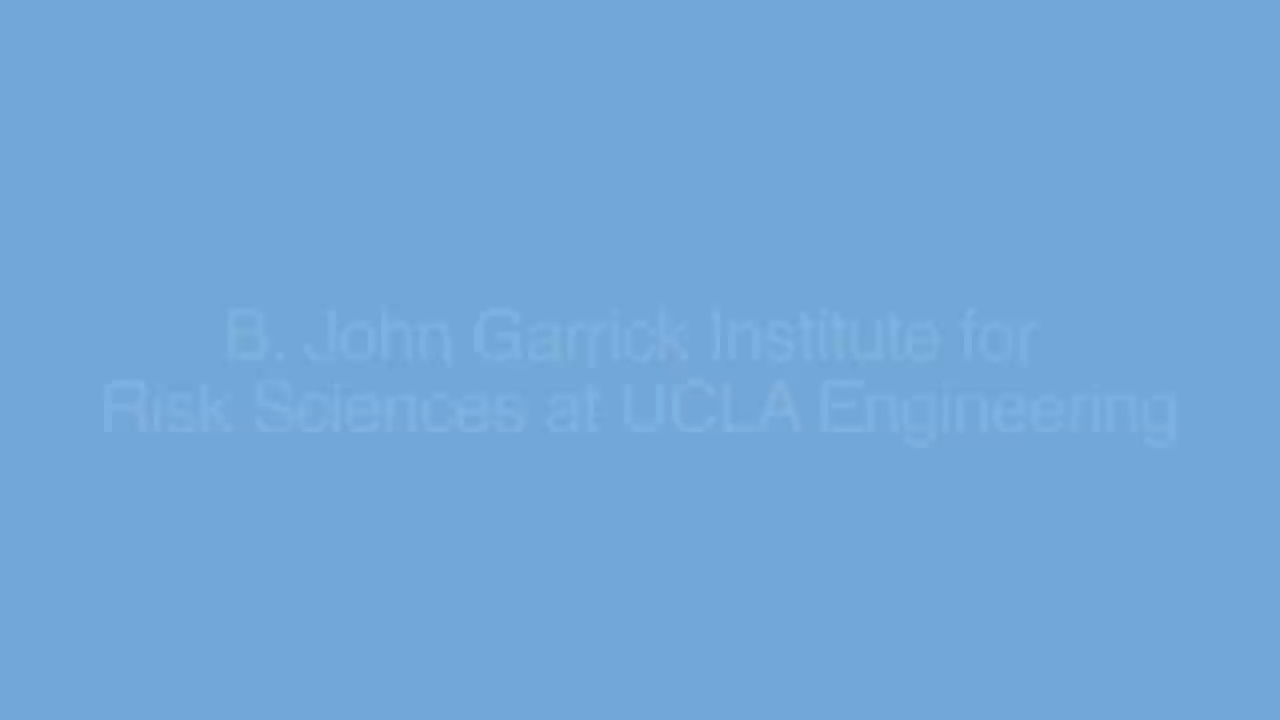 B. John Garrick Institute for
Risk Sciences at UCLA Engineering